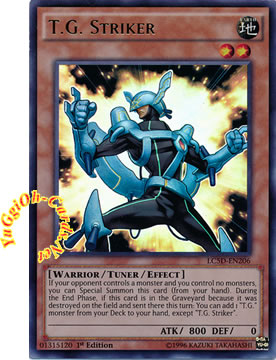 T.G. STRIKER
EARTH
地
YuGgiOh-Cards.Net
LC5D-EN206
[WARRIOR / TUNER / EFFECT]
If your opponent controls a monster and you control no monsters,
you can Special Summon this card (from your hand). During
the End Phase, if this card is in the Graveyard because it was
destroyed on the field and sent there this turn: You can add 1 "T.G."
monster from your Deck to your hand, except "T.G. Striker".
ATK / 800 DEF / 0
01315120 1st Edition
©1996 KAZUKI TAKAHASHI